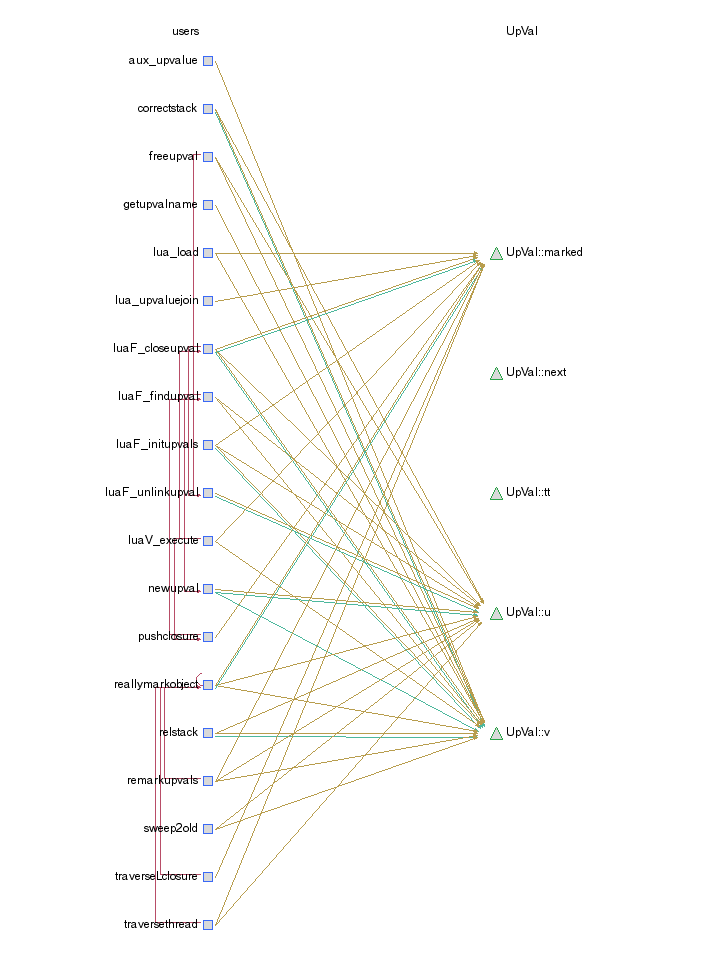 users UpVal
aux_upvalue
correctstack
freeupval
getupvalname
lua_load UpVal::marked
lua_upvaluejoin
luaF_closeupval
UpVal::next
luaF_findupval
luaF_initupvals
luaF_unlinkupval UpVal::tt
luaV_execute
newupval
UpVal::u
pushclosure
reallymarkobject
relstack UpVal::v
remarkupvals
sweep2old
traverseLclosure
traversethread